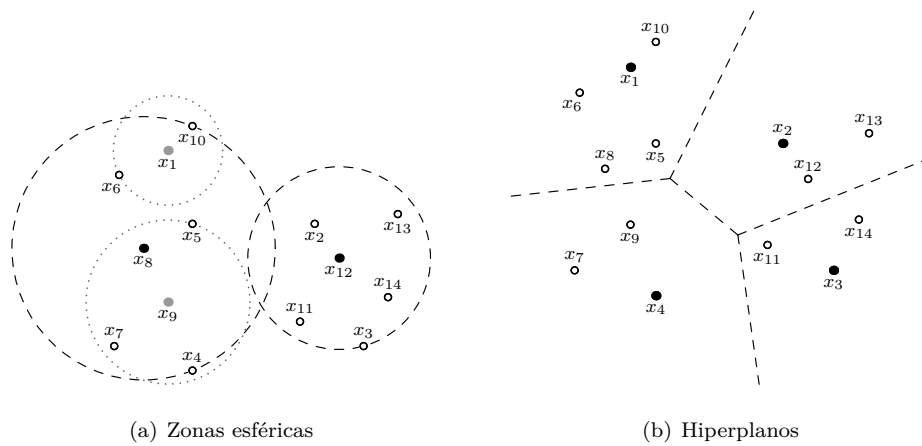 x10
x1
x6
x5
x8
x9
x7
x4
x2
x13
x12
x14
x11
x3
(a) Zonas esféricas
x10
x1
x6
x5
x8
x2
x13
x12
x9
x7
x4
x14
x11
x3
(b) Hiperplanos